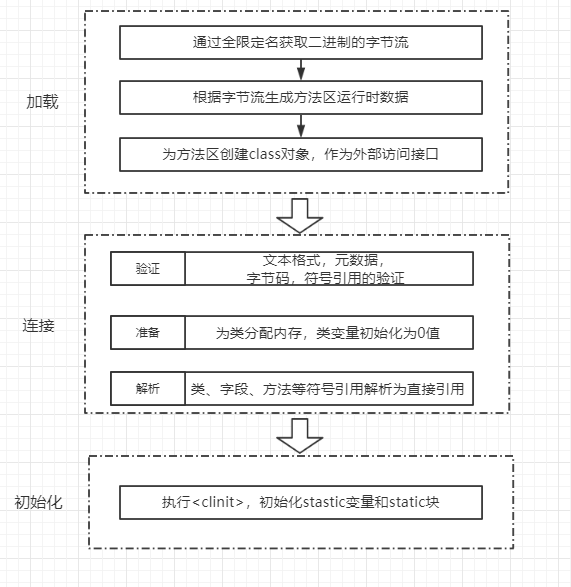 加载
通过全限定名获取二进制的字节流
根据字节流生成方法区运行时数据
为方法区创建class对象，作为外部访问接口
连接
验证
文本格式，元数据，
字节码，符号引用的验证
准备
为类分配内存，类变量初始化为0值
解析
类、字段、方法等符号引用解析为直接引用
初始化
执行<clinit>，初始化stastic变量和static块